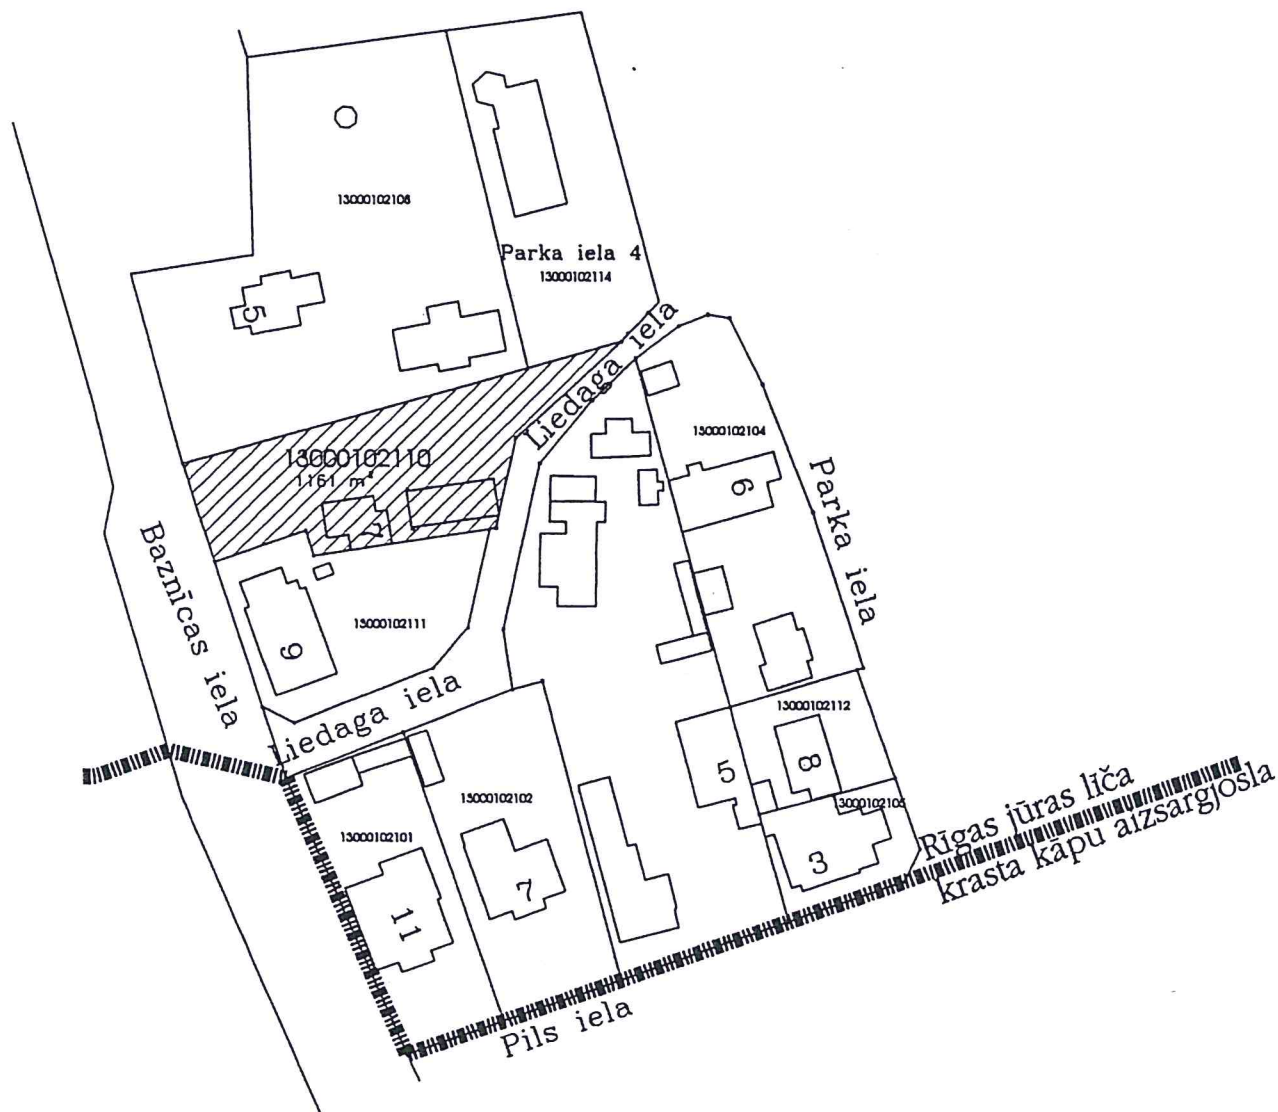 13000102108
Parka iela 4
13000102114
5
Liedaga iela
13000102104
13000102110
1161 m²
7
6
Parka iela
Baznīcas iela
13000102111
9
Liedaga iela
13000102112
5
8
13000102102
13000102105
13000102101
3
7
11
Rīgas jūras līča
krasta kāpu aizsargjosla
Pils iela